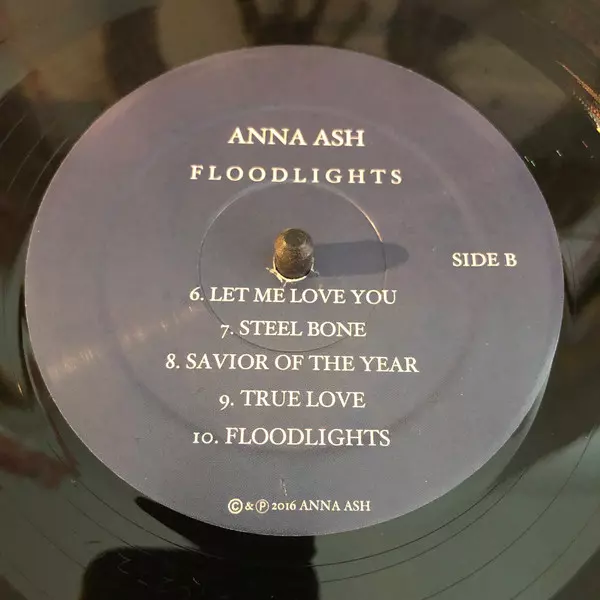 ANNA ASH
FLOODLIGHTS
SIDE B
6. LET ME LOVE YOU
7. STEEL BONE
8. SAVIOR OF THE YEAR
9. TRUE LOVE
10. FLOODLIGHTS
© & ℗ 2016 ANNA ASH